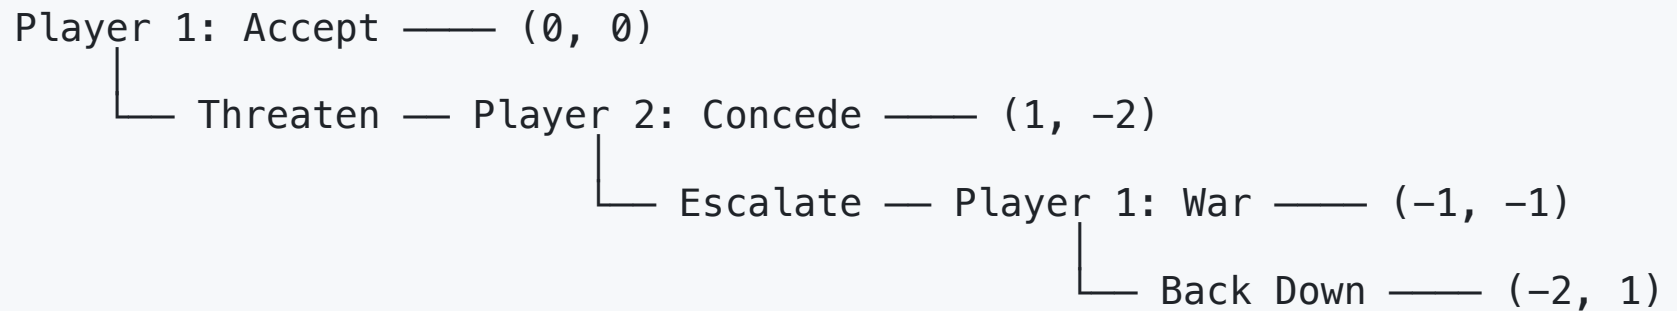 Player 1: Accept ──── (0, 0)
└── Threaten ── Player 2: Concede ──── (1, −2)
└── Escalate ── Player 1: War ──── (−1, −1)
└── Back Down ──── (−2, 1)